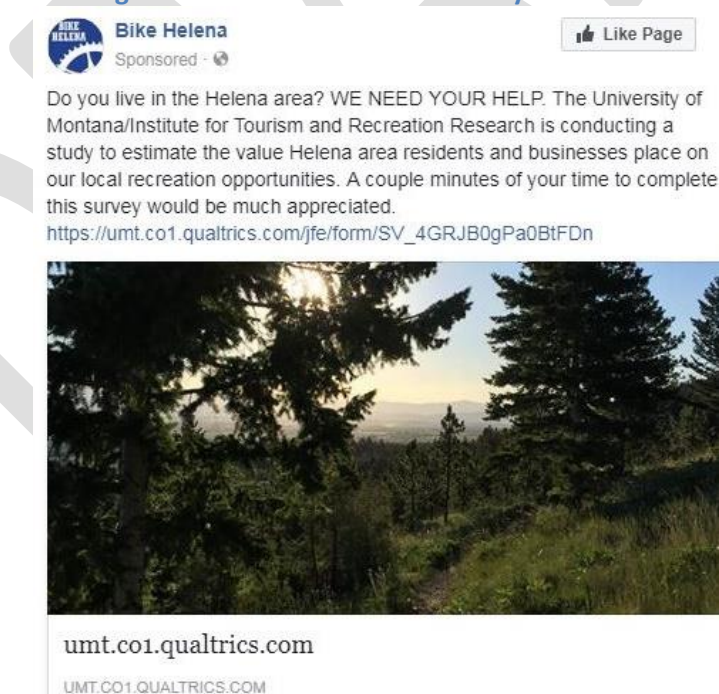 BIKE
HELENA
Bike Helena
Like Page
Sponsored ·
Do you live in the Helena area? WE NEED YOUR HELP. The University of
Montana/Institute for Tourism and Recreation Research is conducting a
study to estimate the value Helena area residents and businesses place on
our local recreation opportunities. A couple minutes of your time to complete
this survey would be much appreciated.
https://umt.co1.qualtrics.com/jfe/form/SV_4GRJB0gPa0BtFDn
umt.co1.qualtrics.com
UMT.CO1.QUALTRICS.COM